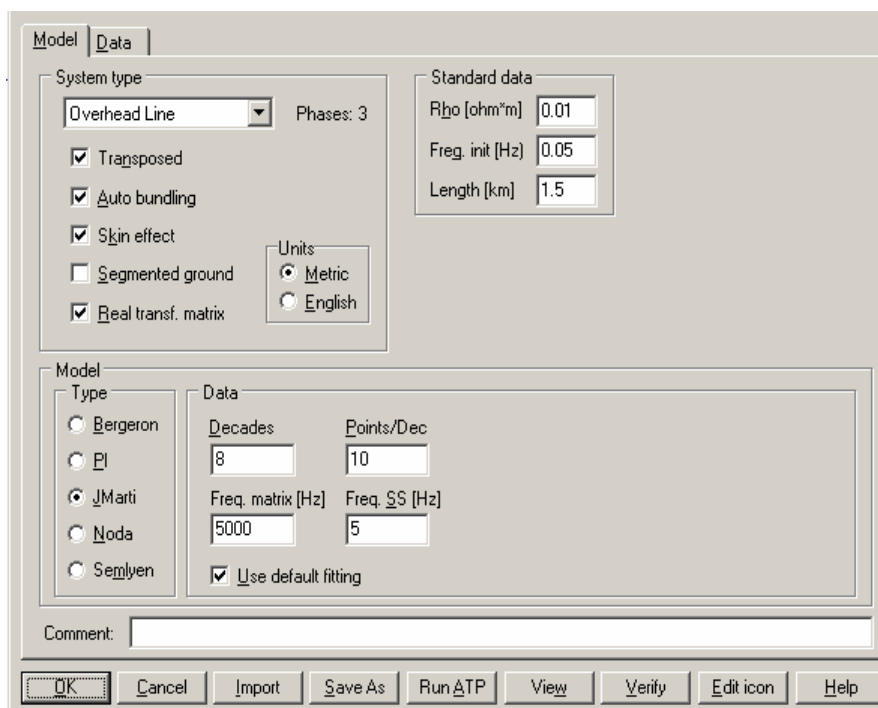 Model Data
System type
Overhead Line Phases: 3
Transposed
Auto bundling
Skin effect
Segmented ground
Real transf. matrix
Units
Metric
English
Standard data
Rho [ohm*m] 0.01
Freq. init [Hz) 0.05
Length [km] 1.5
Model
Type
Bergeron
PI
JMarti
Noda
Semlyen
Data
Decades Points/Dec
8 10
Freq. matrix [Hz] Freq. SS [Hz]
5000 5
Use default fitting
Comment:
OK Cancel Import Save As Run ATP View Verify Edit icon Help